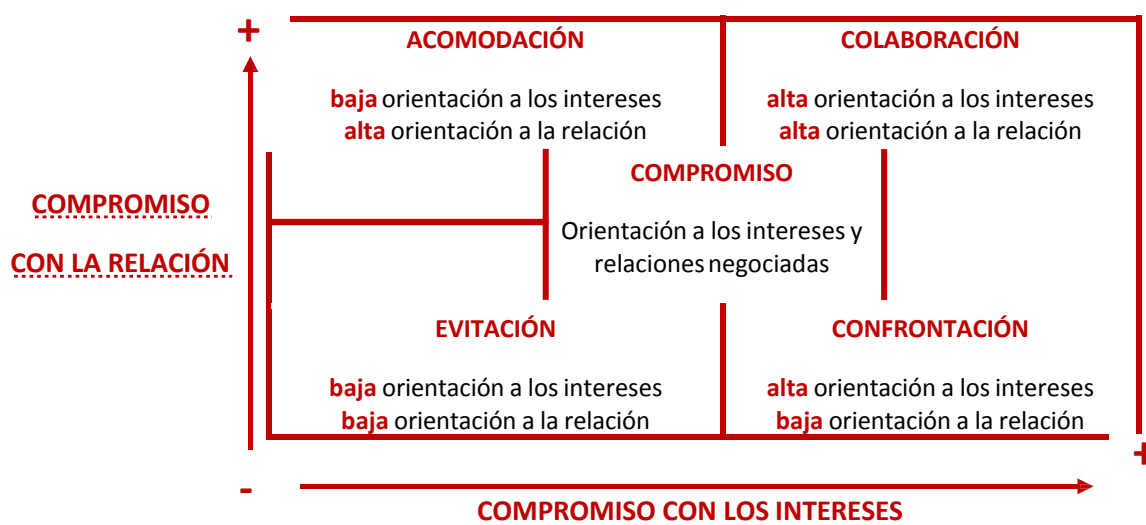 +
ACOMODACIÓN
baja orientación a los intereses
alta orientación a la relación
COLABORACIÓN
alta orientación a los intereses
alta orientación a la relación
COMPROMISO
CON LA RELACIÓN
COMPROMISO
Orientación a los intereses y
relaciones negociadas
EVITACIÓN
baja orientación a los intereses
baja orientación a la relación
CONFRONTACIÓN
alta orientación a los intereses
baja orientación a la relación
+
-
COMPROMISO CON LOS INTERESES